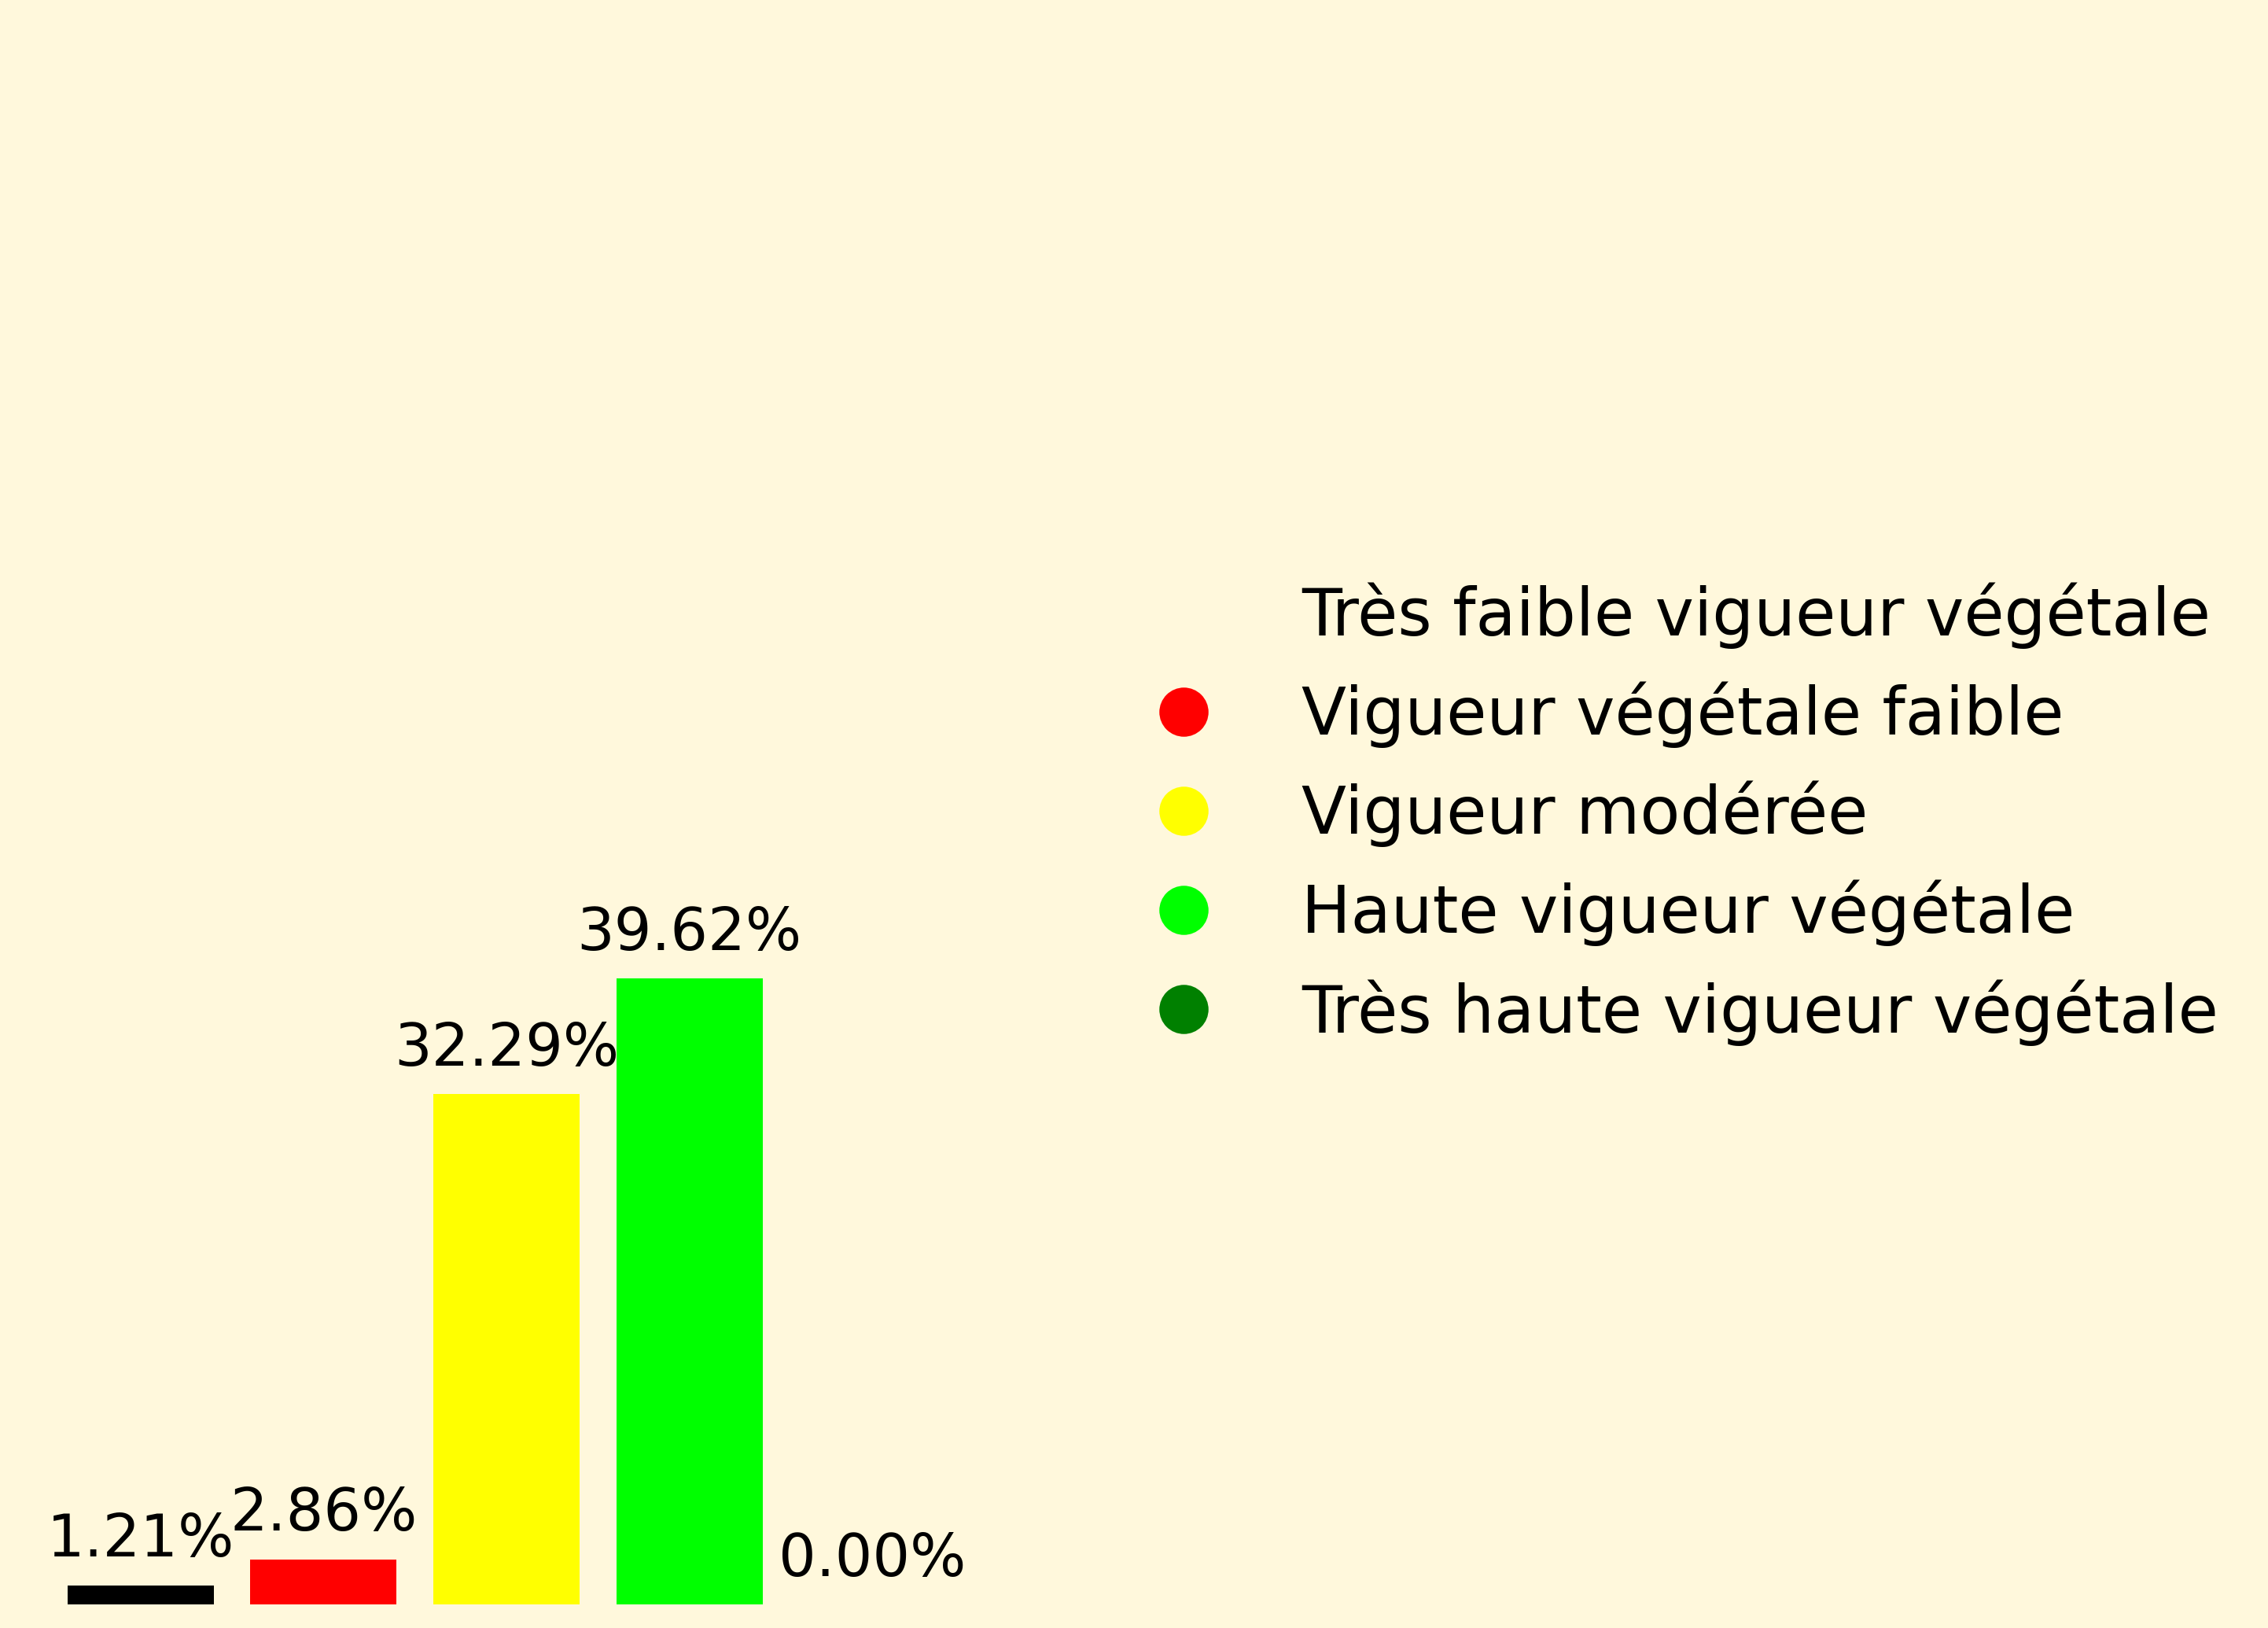 Très faible vigueur végétale
Vigueur végétale faible
Vigueur modérée
Haute vigueur végétale
Très haute vigueur végétale
39.62%
32.29%
2.86%
1.21%
0.00%